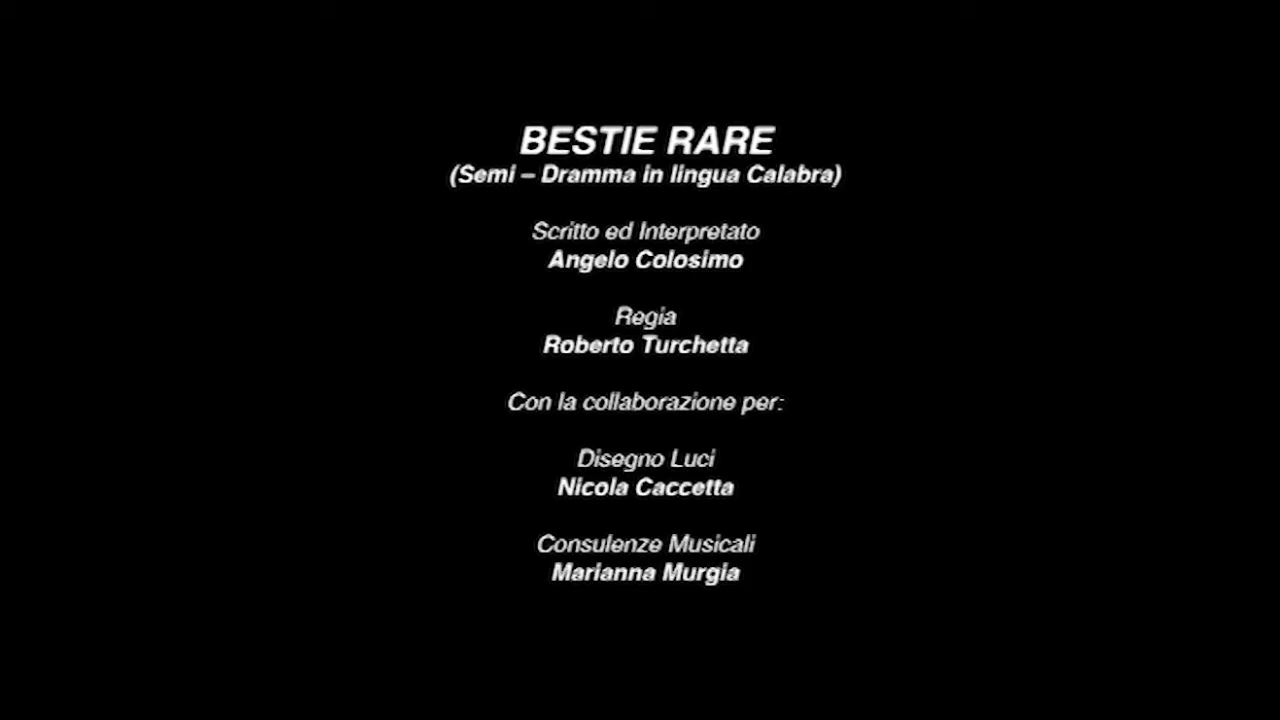 BESTIE RARE
(Semi – Dramma in lingua Calabra)
Scritto ed Interpretato
Angelo Colosimo
Regia
Roberto Turchetta
Con la collaborazione per:
Disegno Luci
Nicola Caccetta
Consulenze Musicali
Marianna Murgia